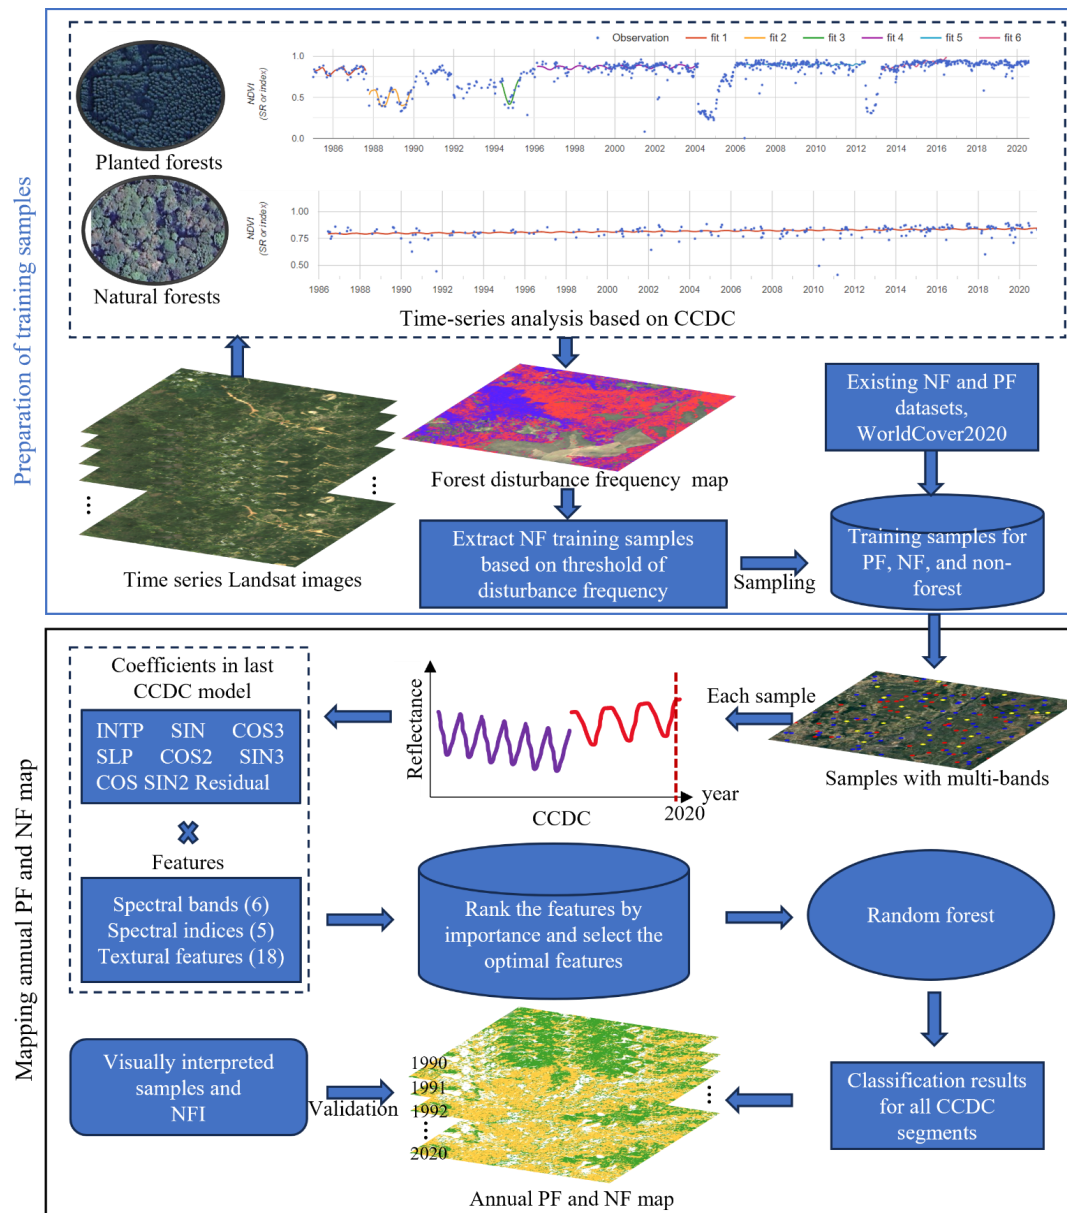 Preparation of training samples
Observation fit 1 fit 2 fit 3 fit 4 fit 5 fit 6
NDVI
(SR or index)
1.0
0.5
0.0
1986 1988 1990 1992 1994 1996 1998 2000 2002 2004 2006 2008 2010 2012 2014 2016 2018 2020
Planted forests
NDVI
(SR or index)
1.00
0.75
0.50
1986 1988 1990 1992 1994 1996 1998 2000 2002 2004 2006 2008 2010 2012 2014 2016 2018 2020
Natural forests
Time-series analysis based on CCDC
Time series Landsat images
Forest disturbance frequency map
Existing NF and PF
datasets,
WorldCover2020
Extract NF training samples
based on threshold of
disturbance frequency
Sampling
Training samples for
PF, NF, and non-
forest
Mapping annual PF and NF map
Coefficients in last
CCDC model
INTP SIN COS3
SLP COS2 SIN3
COS SIN2 Residual
Features
Spectral bands (6)
Spectral indices (5)
Textural features (18)
Reflectance
year
2020
CCDC
Each sample
Samples with multi-bands
Rank the features by
importance and select the
optimal features
Random forest
Classification results
for all CCDC
segments
Visually interpreted
samples and
NFI
Validation
1990
1991
1992
2020
Annual PF and NF map